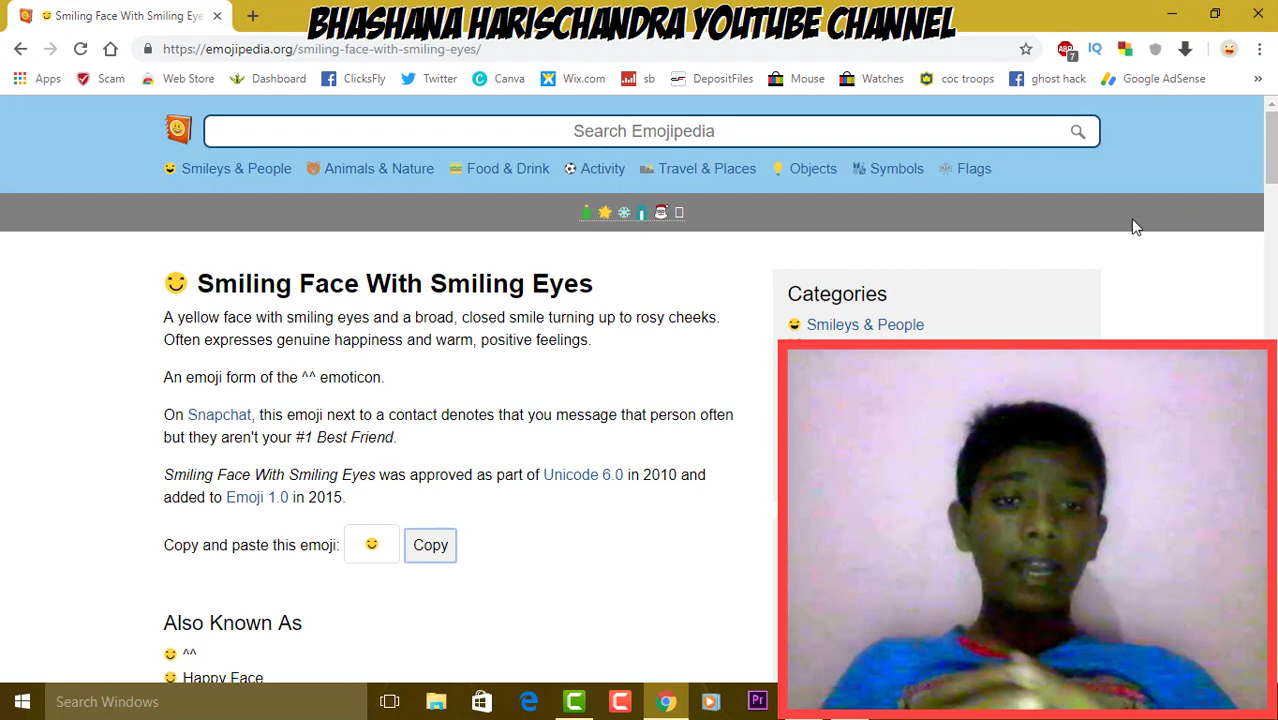 BHASHANA HARISCHANDRA YOUTUBE CHANNEL
Smiling Face With Smiling Eye
https://emojipedia.org/smiling-face-with-smiling-eyes/
ABP
7
IQ
Apps Scam Web Store Dashboard ClicksFly Twitter Canva Wix.com sb DepositFiles Mouse Watches coc troops ghost hack Google AdSense »
Search Emojipedia
Smileys & People Animals & Nature Food & Drink Activity Travel & Places Objects Symbols Flags
Smiling Face With Smiling Eyes
A yellow face with smiling eyes and a broad, closed smile turning up to rosy cheeks.
Often expresses genuine happiness and warm, positive feelings.
An emoji form of the ^^ emoticon.
On Snapchat, this emoji next to a contact denotes that you message that person often
but they aren't your #1 Best Friend.
Smiling Face With Smiling Eyes was approved as part of Unicode 6.0 in 2010 and
added to Emoji 1.0 in 2015.
Copy and paste this emoji: Copy
Also Known As
^^
Happy Face
Categories
Smileys & People
Search Windows
Pr